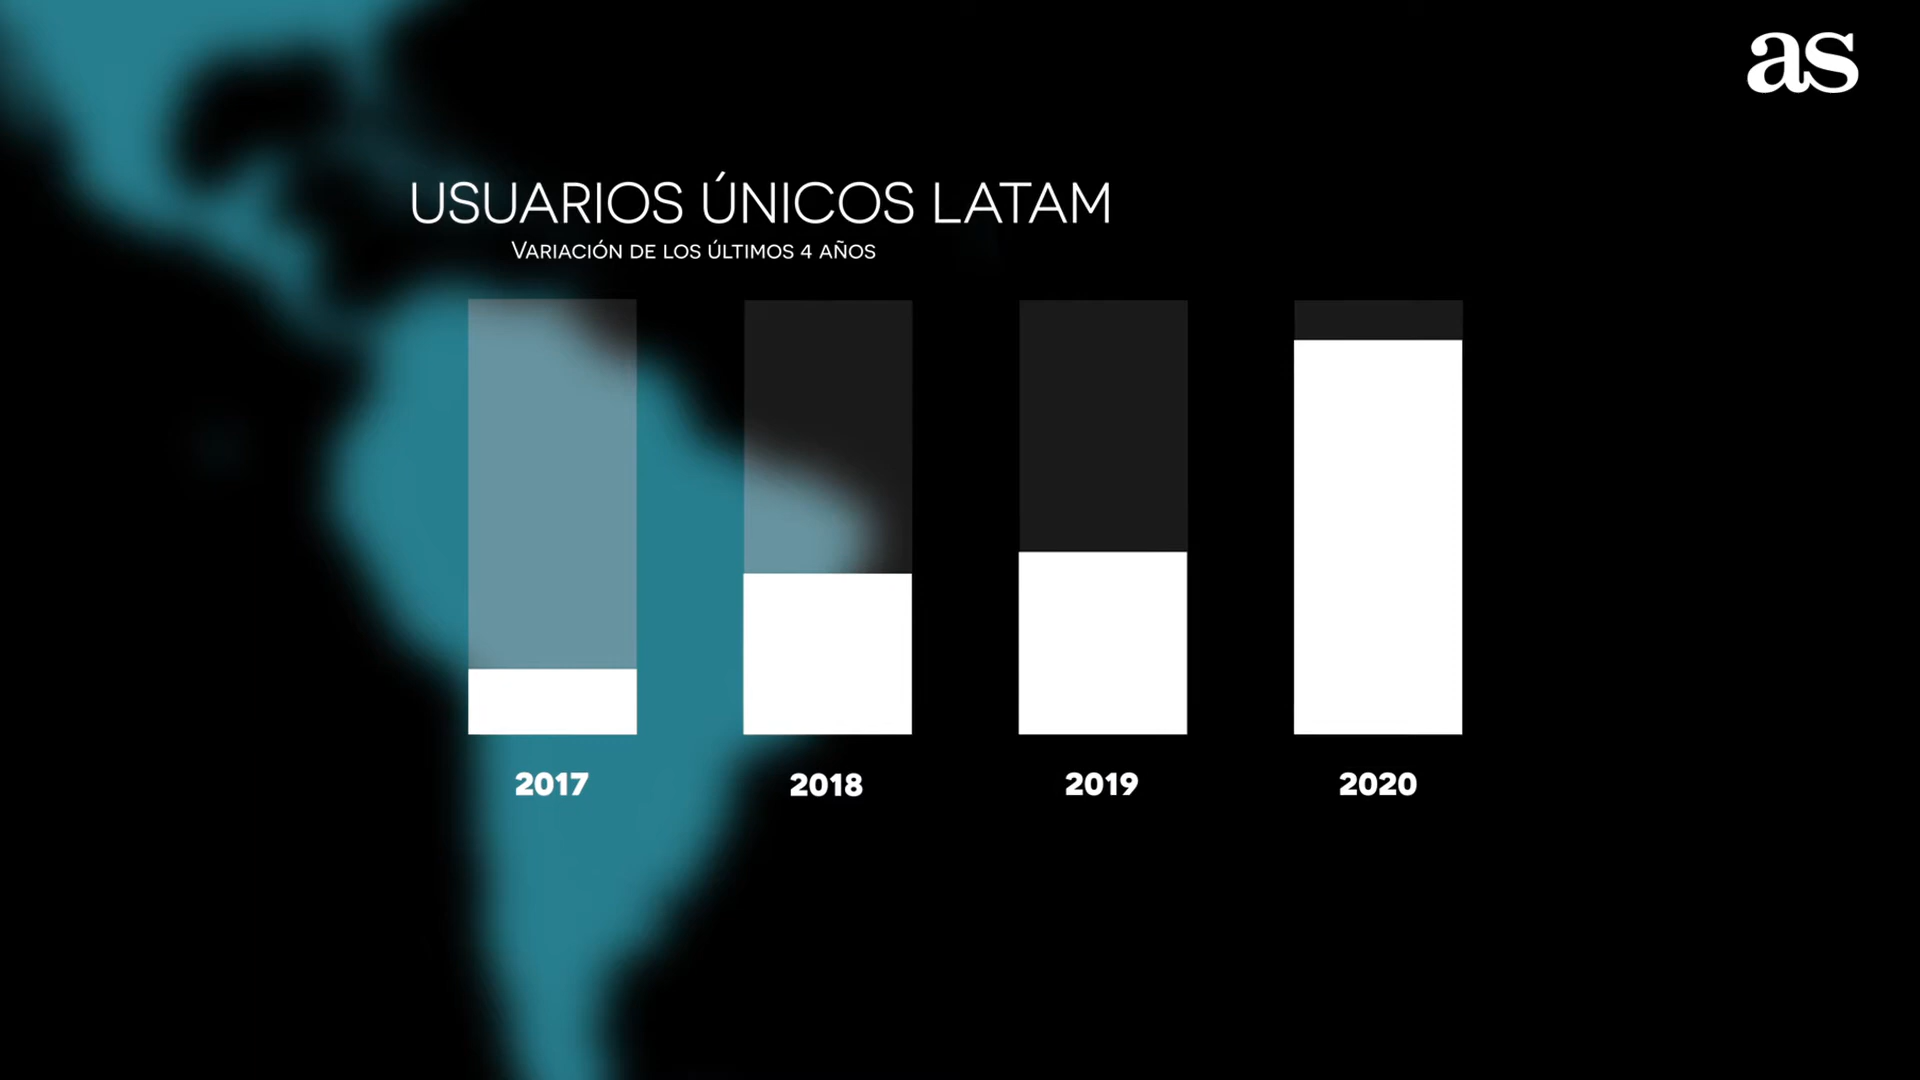 as
USUARIOS ÚNICOS LATAM
Variación de los últimos 4 años
2017
2018
2019
2020